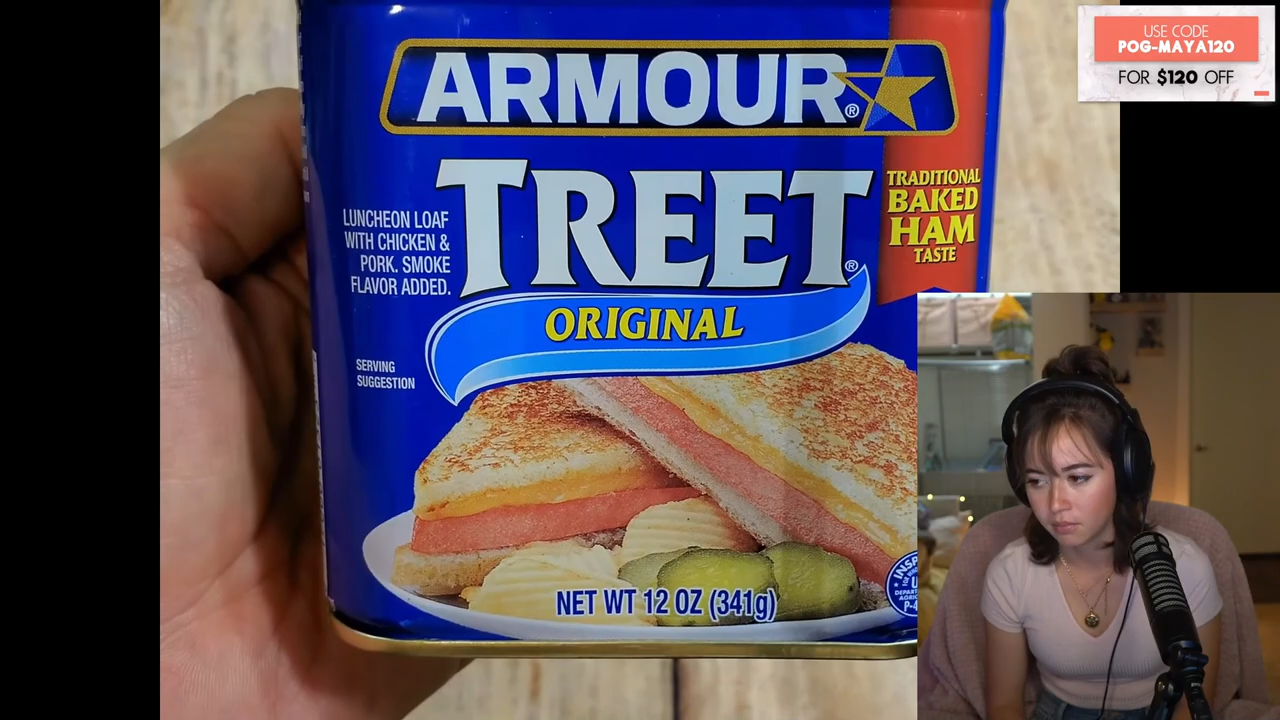 ARMOUR®
TREET®
ORIGINAL
LUNCHEON LOAF
WITH CHICKEN &
PORK. SMOKE
FLAVOR ADDED.
SERVING
SUGGESTION
TRADITIONAL
BAKED
HAM
TASTE
NET WT 12 OZ (341g)
USE CODE
POG-MAYA120
FOR $120 OFF